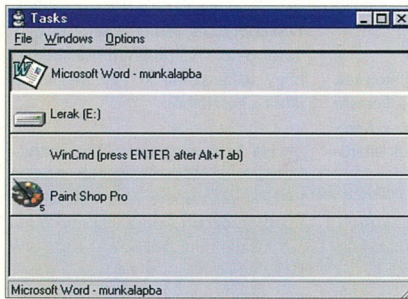 Tasks
File Windows Options
Microsoft Word - munkalapba
Lerak (E:)
WinCmd (press ENTER after Alt+Tab)
5
Paint Shop Pro
Microsoft Word - munkalapba